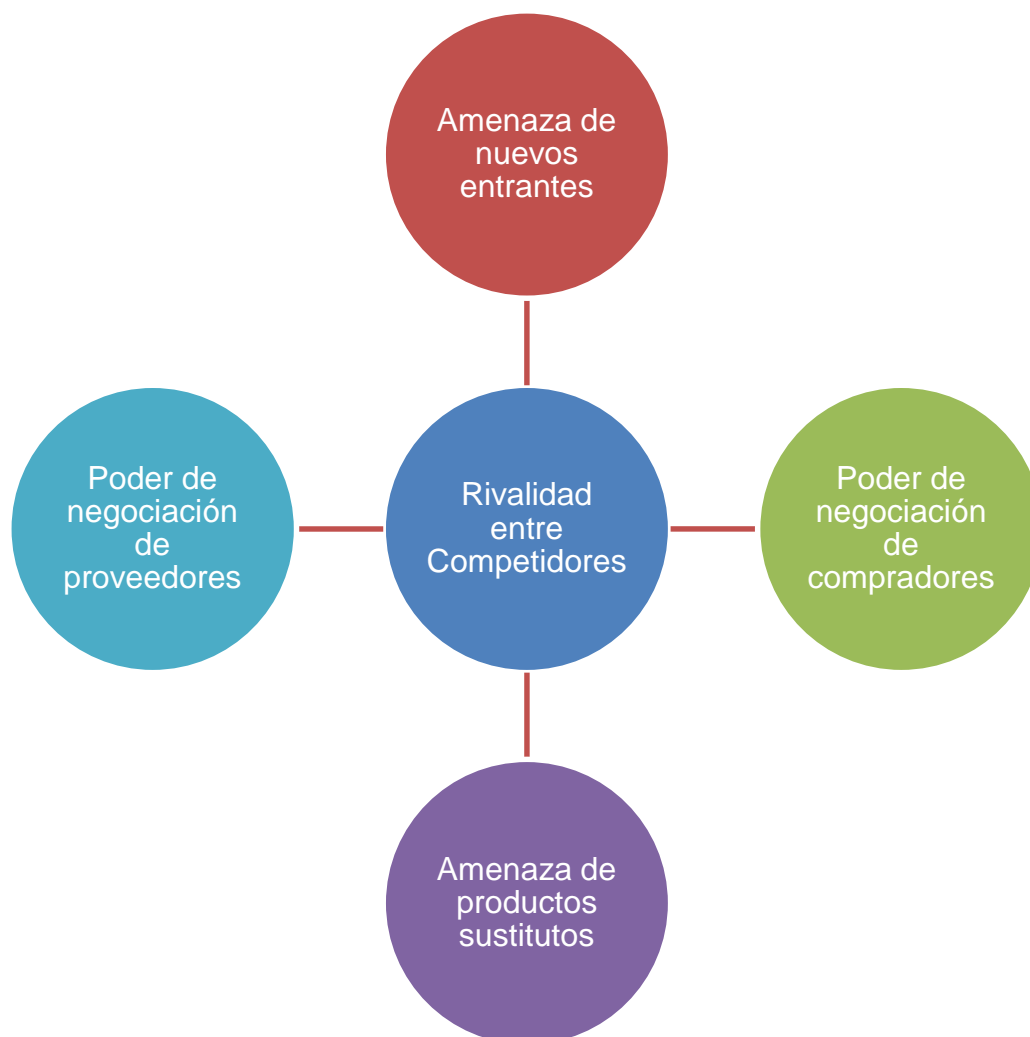 Amenaza de
nuevos
entrantes
Poder de
negociación
de
proveedores
Rivalidad
entre
Competidores
Poder de
negociación
de
compradores
Amenaza de
productos
sustitutos